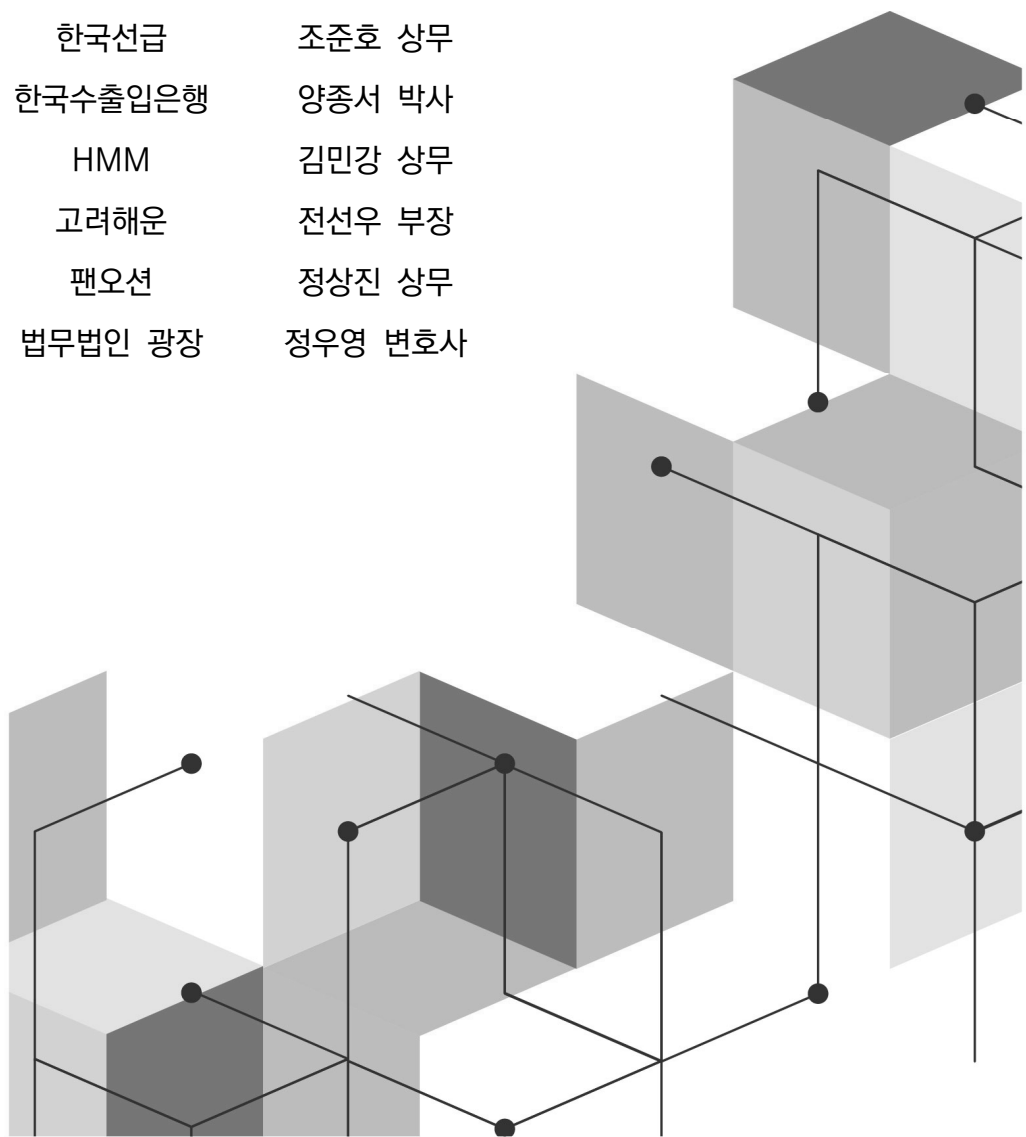 한국선급 조준호 상무
한국수출입은행 양종서 박사
HMM 김민강 상무
고려해운 전선우 부장
팬오션 정상진 상무
법무법인 광장 정우영 변호사